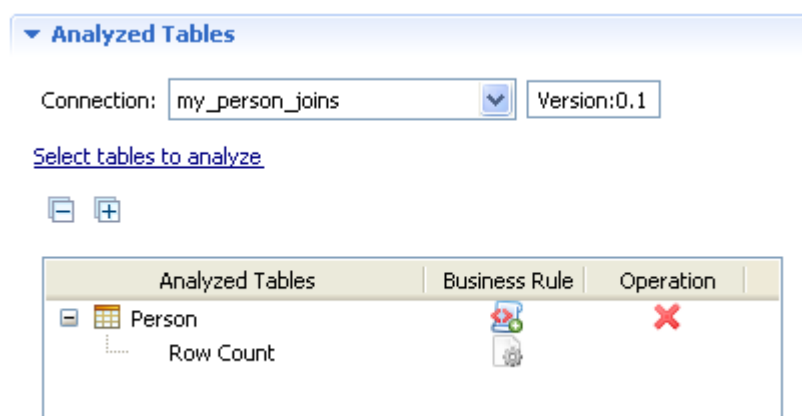 Analyzed Tables
Connection: my_person_joins Version:0.1
Select tables to analyze
Analyzed Tables Business Rule Operation
Person
Row Count